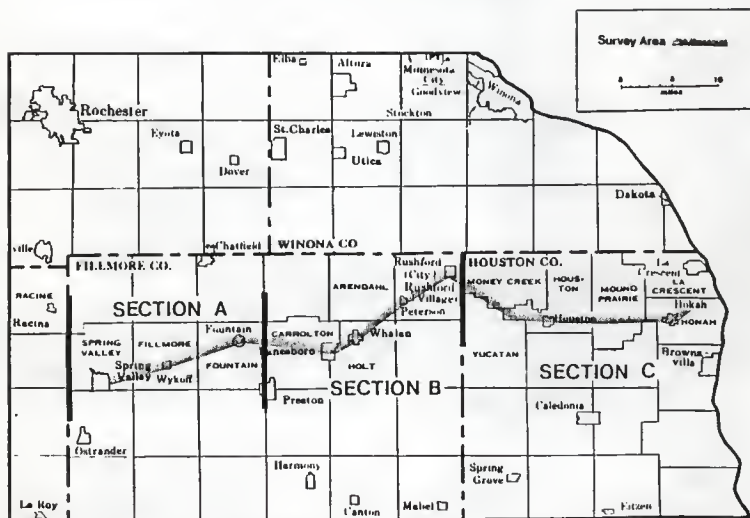 Survey Area
miles
Elba
Altura
Minnesota
City
Goodview
Winona
Rochester
Stockton
Eyota
St.Charles
Lewiston
Dover
Utica
Dakota
ville
Chatfield
WINONA CO
FILLMORE CO.
Rushford
(City)
HOUSTON CO.
La
Crescent
LA
CRESCENT
RACINE
Racine
SECTION A
ARENDAHL
Rushford
Village
Peterson
MONEY CREEK
HOUS-
TON
MOUND
PRAIRIE
Hokah
SPRING
VALLEY
FILLMORE
Fountain
CARROLTON
Whalan
Houston
HONAH
Spring
Valley
Wykoff
FOUNTAIN
Lanesboro
HOLT
YUCATAN
Browns-
villa
SECTION B
SECTION C
Preston
Caledonia
Ostrander
Harmony
Spring
Grove
Le Roy
Canton
Mabel
Eitzen